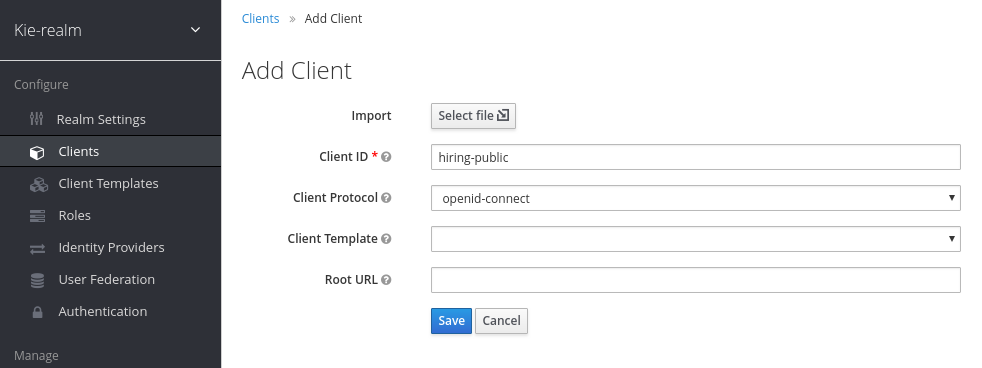 Kie-realm
Configure
Realm Settings
Clients
Client Templates
Roles
Identity Providers
User Federation
Authentication
Manage
Clients » Add Client
Add Client
Import Select file
Client ID * hiring-public
Client Protocol openid-connect
Client Template
Root URL
Save Cancel